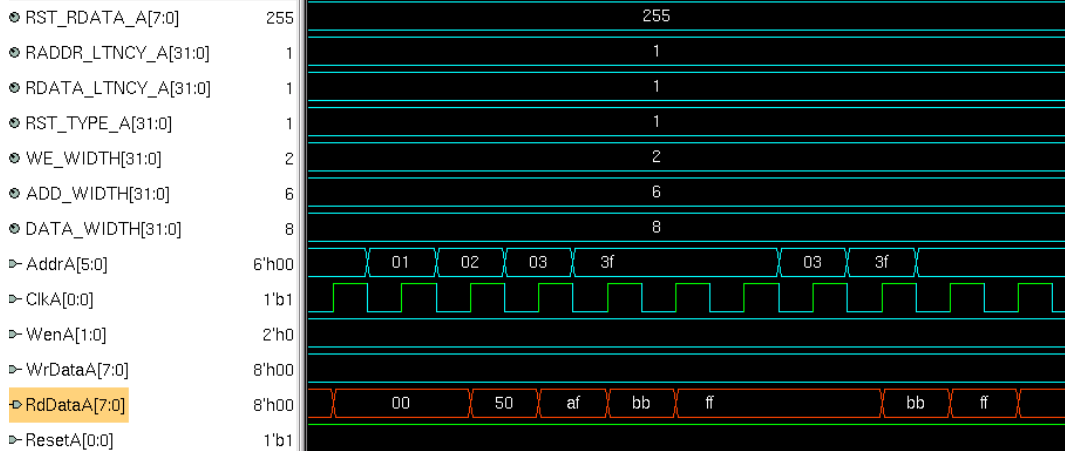 RST_RDATA_A[7:0] 255 255
RADDR_LTNCY_A[31:0] 1 1
RDATA_LTNCY_A[31:0] 1 1
RST_TYPE_A[31:0] 1 1
WE_WIDTH[31:0] 2 2
ADD_WIDTH[31:0] 6 6
DATA_WIDTH[31:0] 8 8
AddrA[5:0] 6'h00 01 02 03 3f 03 3f
ClkA[0:0] 1'b1
WenA[1:0] 2'h0
WrDataA[7:0] 8'h00
RdDataA[7:0] 8'h00 00 50 af bb ff bb ff
ResetA[0:0] 1'b1